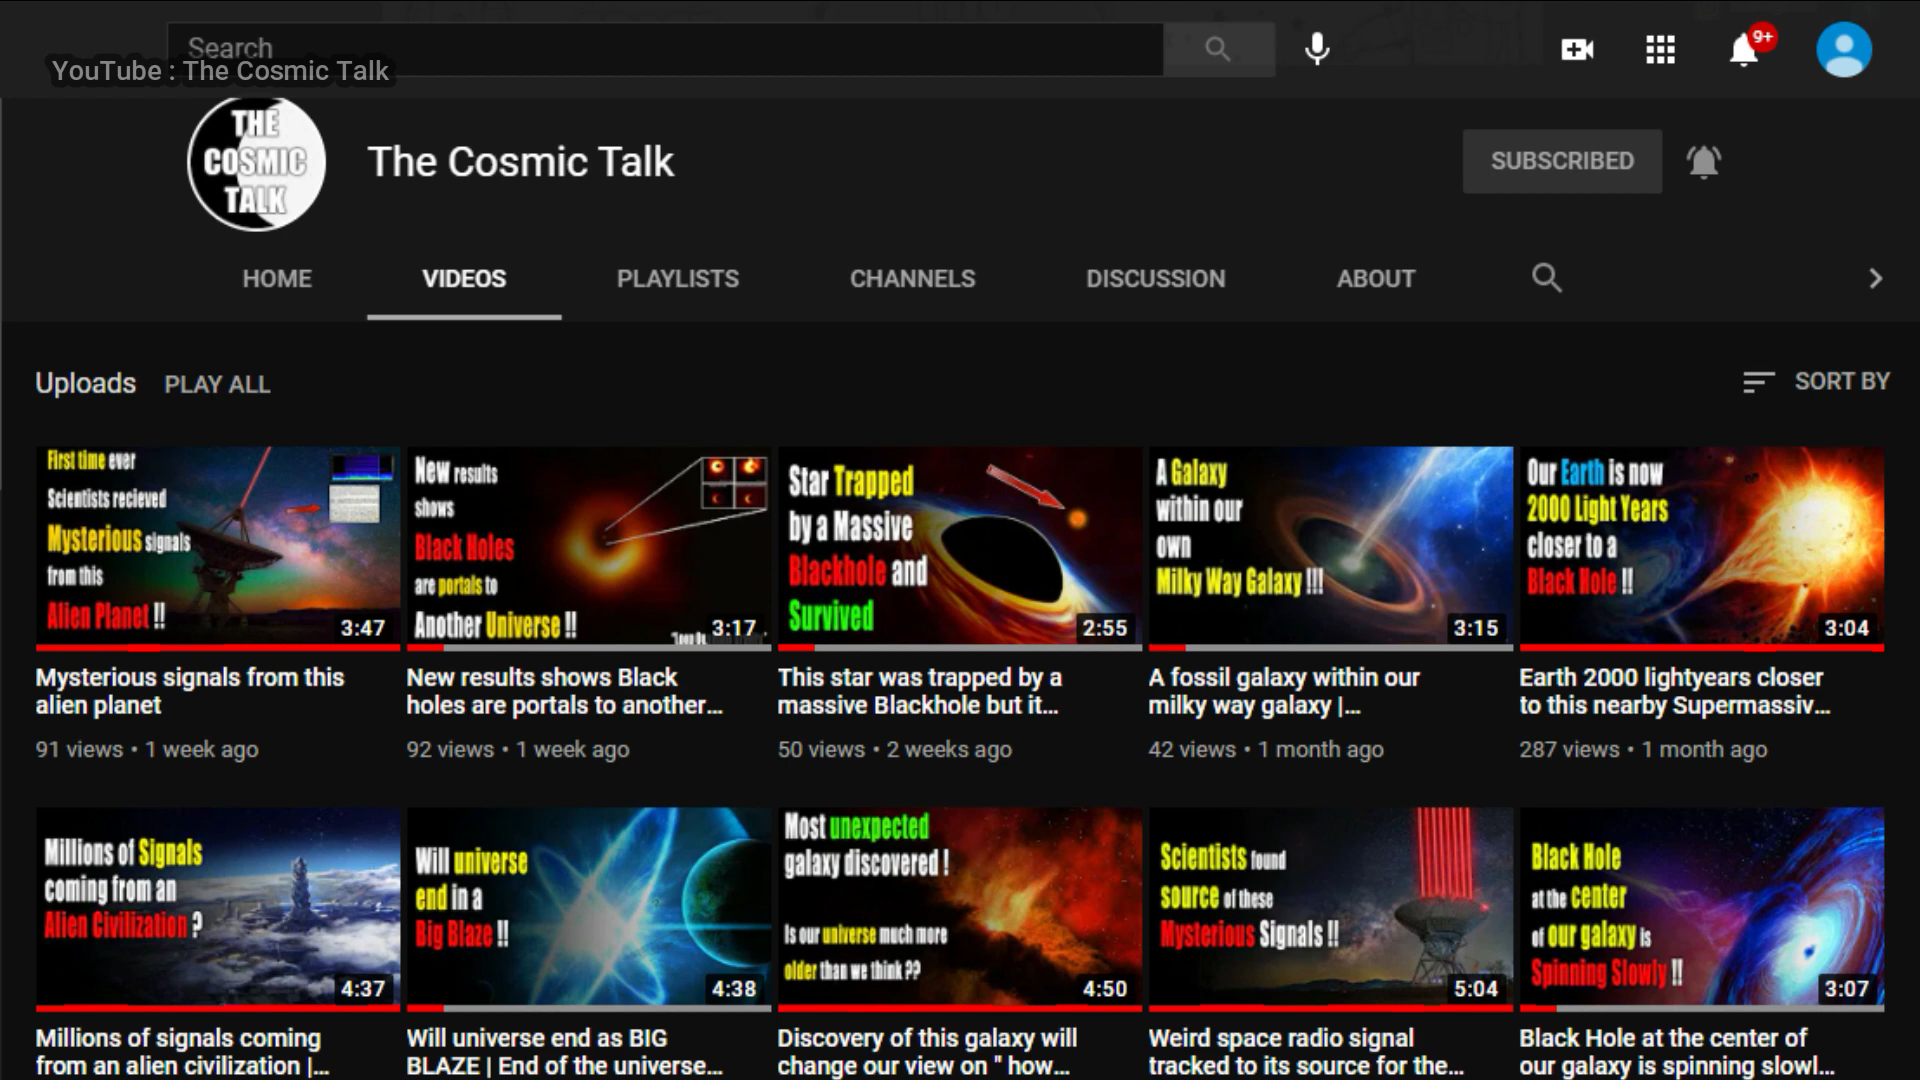 Search
YouTube : The Cosmic Talk
9+
THE
COSMIC
TALK
The Cosmic Talk
SUBSCRIBED
HOME
VIDEOS
PLAYLISTS
CHANNELS
DISCUSSION
ABOUT
Uploads
PLAY ALL
SORT BY
First time ever
Scientists recieved
Mysterious signals
from this
Alien Planet !!
3:47
New results
shows
Black Holes
are portals to
Another Universe !!
3:17
Star Trapped
by a Massive
Blackhole and
Survived
2:55
A Galaxy
within our
own
Milky Way Galaxy !!!
3:15
Our Earth is now
2000 Light Years
closer to a
Black Hole !!
3:04
Mysterious signals from this
alien planet
91 views • 1 week ago
New results shows Black
holes are portals to another...
92 views • 1 week ago
This star was trapped by a
massive Blackhole but it...
50 views • 2 weeks ago
A fossil galaxy within our
milky way galaxy |...
42 views • 1 month ago
Earth 2000 lightyears closer
to this nearby Supermassiv...
287 views • 1 month ago
Millions of Signals
coming from an
Alien Civilization ?
4:37
Will universe
end in a
Big Blaze !!
4:38
Most unexpected
galaxy discovered !
Is our universe much more
older than we think ??
4:50
Scientists found
source of these
Mysterious Signals !!
5:04
Black Hole
at the center
of our galaxy is
Spinning Slowly !!
3:07
Millions of signals coming
from an alien civilization |...
Will universe end as BIG
BLAZE | End of the universe...
Discovery of this galaxy will
change our view on " how...
Weird space radio signal
tracked to its source for the...
Black Hole at the center of
our galaxy is spinning slowl...